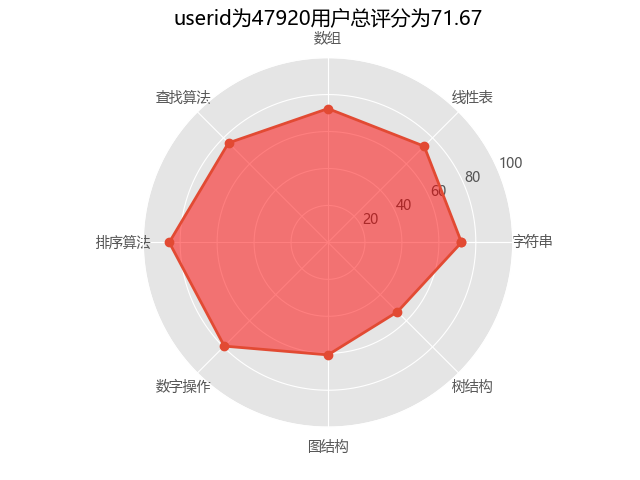 userid为47920用户总评分为71.67
数组
查找算法
线性表
100
80
60
40
20
排序算法
字符串
数字操作
树结构
图结构